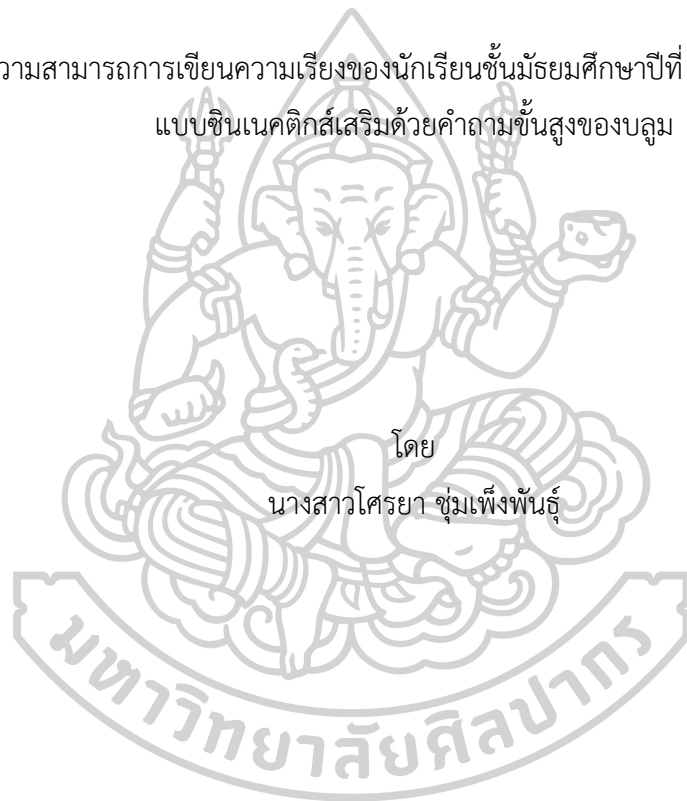 ความสามารถการเขียนความเรียงของนักเรียนชั้นมัธยมศึกษาปีที่
แบบซินเนคติกส์เสริมด้วยคำถามขั้นสูงของบลูม
โดย
นางสาวโศรยา ชุ่มเพ็งพันธุ์
มหาวิทยาลัยศิลปากร